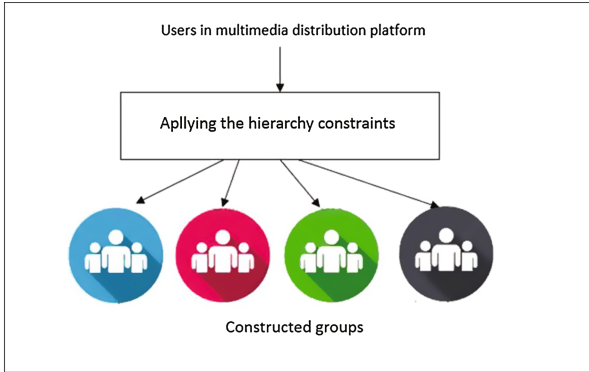 Users in multimedia distribution platform
Apllying the hierarchy constraints
Constructed groups